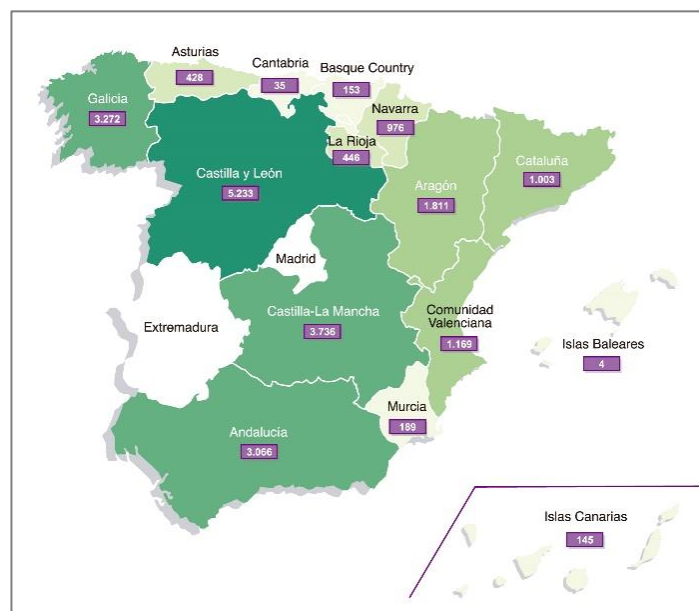 Asturias
428
Cantabria
35
Basque Country
153
Galicia
3.272
Navarra
976
La Rioja
446
Castilla y León
5.233
Aragón
1.811
Cataluña
1.003
Madrid
Extremadura
Castilla-La Mancha
3.736
Comunidad
Valenciana
1.169
Islas Baleares
4
Murcia
189
Andalucía
3.066
Islas Canarias
145